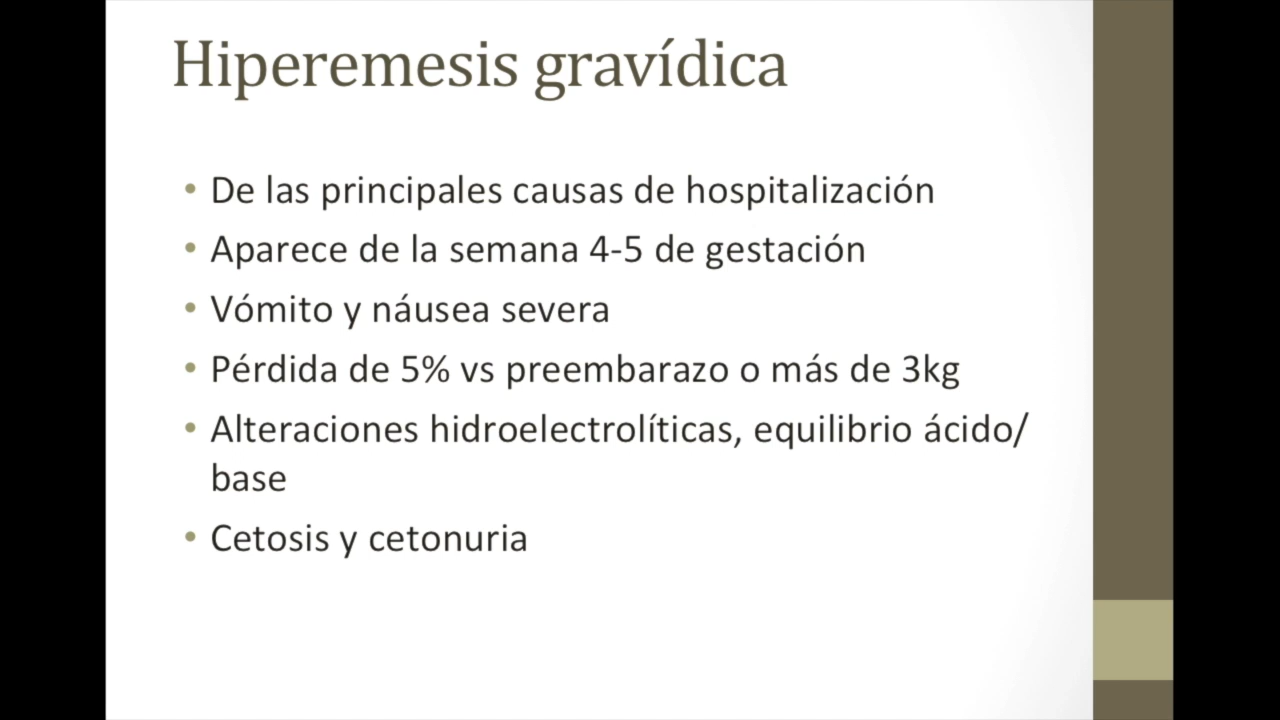 Hiperemesis gravídica
• De las principales causas de hospitalización
• Aparece de la semana 4-5 de gestación
• Vómito y náusea severa
• Pérdida de 5% vs preembarazo o más de 3kg
• Alteraciones hidroelectrolíticas, equilibrio ácido/
base
• Cetosis y cetonuria